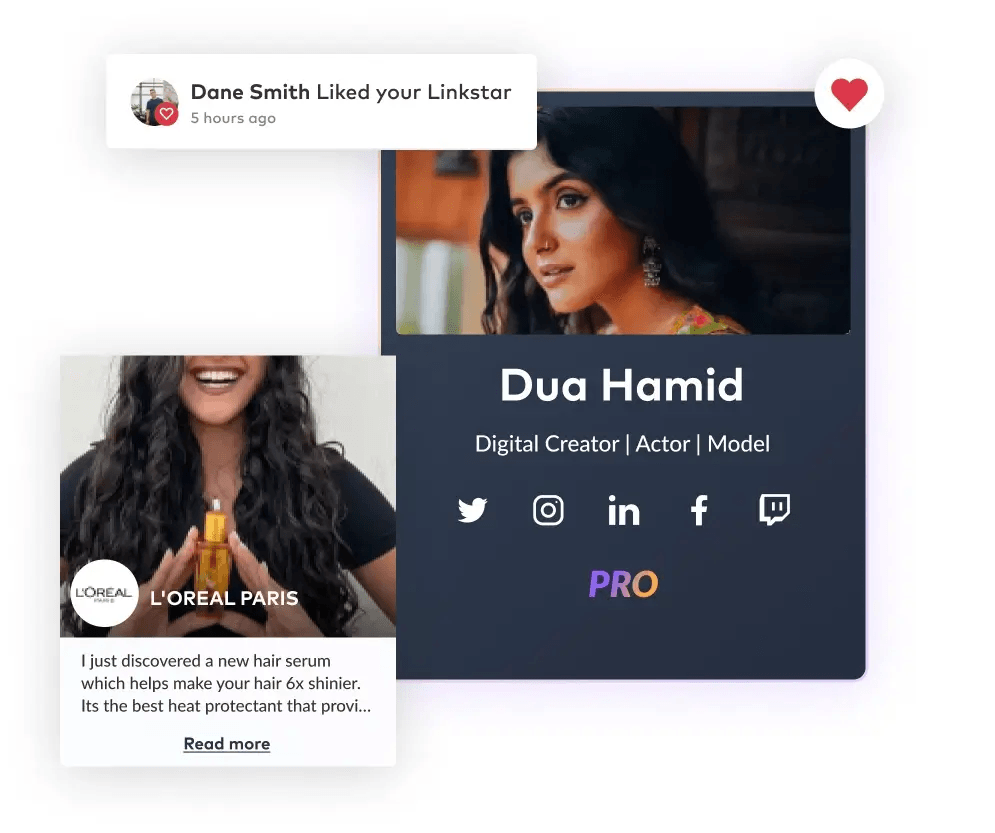 Dane Smith Liked your Linkstar
5 hours ago
Dua Hamid
Digital Creator | Actor | Model
in
PRO
L'ORÉAL
PARIS
L'OREAL PARIS
I just discovered a new hair serum
which helps make your hair 6x shinier.
Its the best heat protectant that provi...
Read more